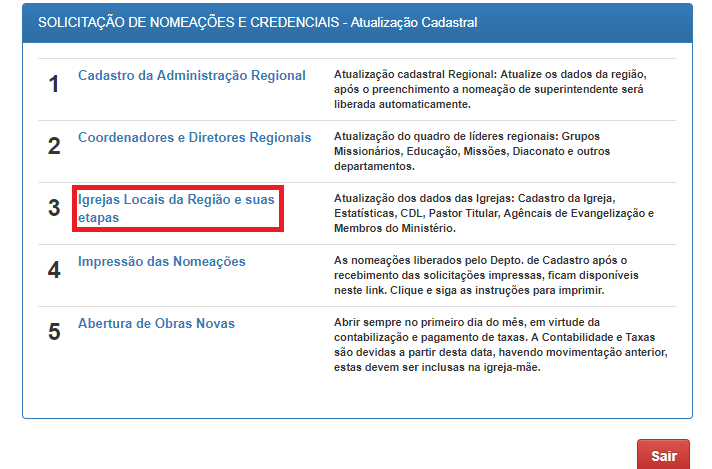 SOLICITAÇÃO DE NOMEAÇÕES E CREDENCIAIS - Atualização Cadastral
1
Cadastro da Administração Regional
Atualização cadastral Regional: Atualize os dados da região,
após o preenchimento a nomeação de superintendente será
liberada automaticamente.
2
Coordenadores e Diretores Regionais
Atualização do quadro de líderes regionais: Grupos
Missionários, Educação, Missões, Diaconato e outros
departamentos.
3
Igrejas Locais da Região e suas
etapas
Atualização dos dados das Igrejas: Cadastro da Igreja,
Estatísticas, CDL, Pastor Titular, Agêncais de Evangelização e
Membros do Ministério.
4
Impressão das Nomeações
As nomeações liberados pelo Depto. de Cadastro após o
recebimento das solicitações impressas, ficam disponíveis
neste link. Clique e siga as instruções para imprimir.
5
Abertura de Obras Novas
Abrir sempre no primeiro dia do mês, em virtude da
contabilização e pagamento de taxas. A Contabilidade e Taxas
são devidas a partir desta data, havendo movimentação anterior,
estas devem ser inclusas na igreja-mãe.
Sair